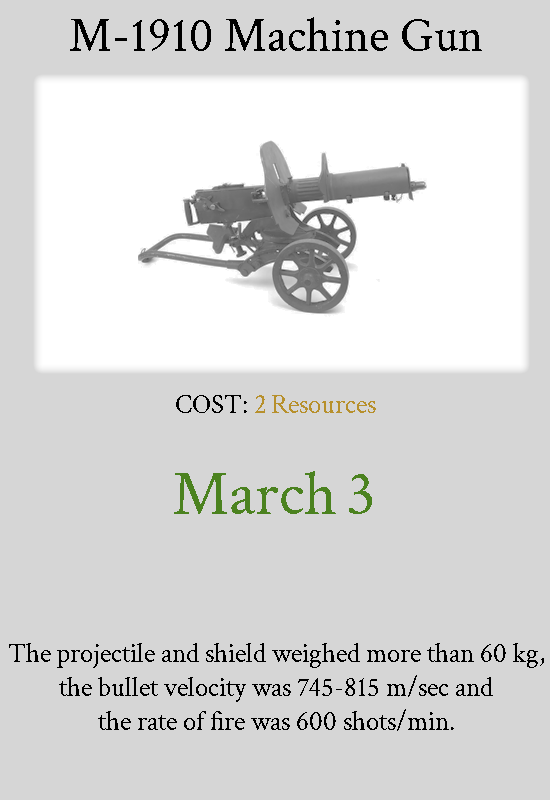 M-1910 Machine Gun
COST: 2 Resources
March 3
The projectile and shield weighed more than 60 kg,
the bullet velocity was 745-815 m/sec and
the rate of fire was 600 shots/min.